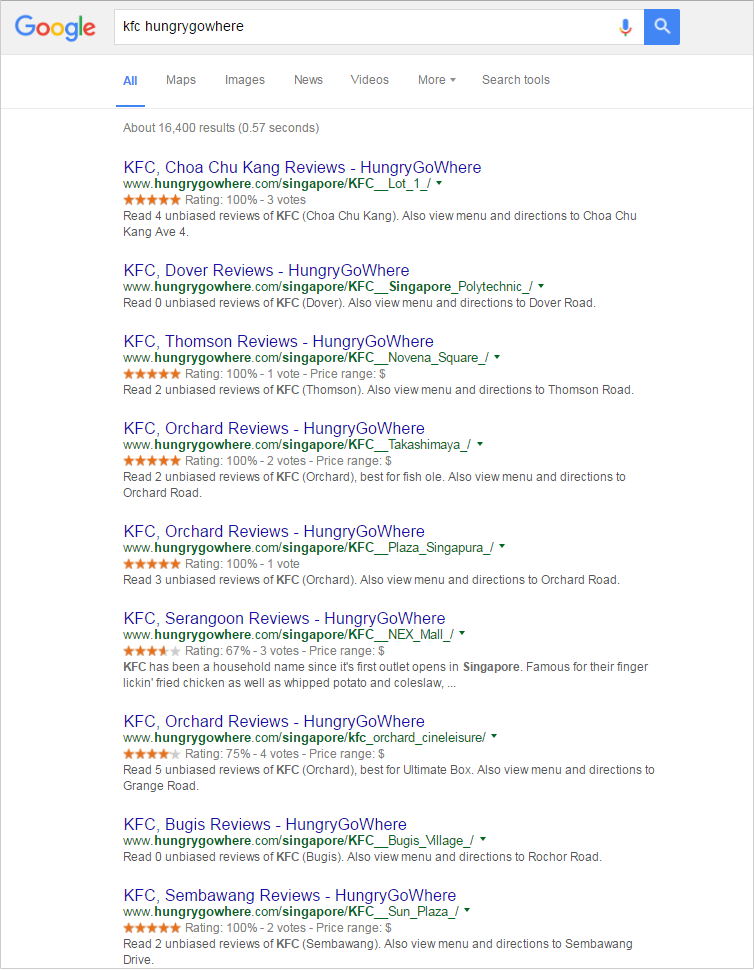 Google kfc hungrygowhere
All Maps Images News Videos More Search tools
About 16,400 results (0.57 seconds)
KFC, Choa Chu Kang Reviews - HungryGoWhere
www.hungrygowhere.com/singapore/KFC__Lot_1_/
Rating: 100% - 3 votes
Read 4 unbiased reviews of KFC (Choa Chu Kang). Also view menu and directions to Choa Chu
Kang Ave 4.
KFC, Dover Reviews - HungryGoWhere
www.hungrygowhere.com/singapore/KFC__Singapore_Polytechnic_/
Read 0 unbiased reviews of KFC (Dover). Also view menu and directions to Dover Road.
KFC, Thomson Reviews - HungryGoWhere
www.hungrygowhere.com/singapore/KFC__Novena_Square_/
Rating: 100% - 1 vote - Price range: $
Read 2 unbiased reviews of KFC (Thomson). Also view menu and directions to Thomson Road.
KFC, Orchard Reviews - HungryGoWhere
www.hungrygowhere.com/singapore/KFC__Takashimaya_/
Rating: 100% - 2 votes - Price range: $
Read 2 unbiased reviews of KFC (Orchard), best for fish ole. Also view menu and directions to
Orchard Road.
KFC, Orchard Reviews - HungryGoWhere
www.hungrygowhere.com/singapore/KFC__Plaza_Singapura_/
Rating: 100% - 1 vote
Read 3 unbiased reviews of KFC (Orchard). Also view menu and directions to Orchard Road.
KFC, Serangoon Reviews - HungryGoWhere
www.hungrygowhere.com/singapore/KFC__NEX_Mall_/
Rating: 67% - 3 votes - Price range: $
KFC has been a household name since it's first outlet opens in Singapore. Famous for their finger
lickin' fried chicken as well as whipped potato and coleslaw, ...
KFC, Orchard Reviews - HungryGoWhere
www.hungrygowhere.com/singapore/kfc_orchard_cineleisure/
Rating: 75% - 4 votes - Price range: $
Read 5 unbiased reviews of KFC (Orchard), best for Ultimate Box. Also view menu and directions to
Grange Road.
KFC, Bugis Reviews - HungryGoWhere
www.hungrygowhere.com/singapore/KFC__Bugis_Village_/
Read 0 unbiased reviews of KFC (Bugis). Also view menu and directions to Rochor Road.
KFC, Sembawang Reviews - HungryGoWhere
www.hungrygowhere.com/singapore/KFC__Sun_Plaza_/
Rating: 100% - 2 votes - Price range: $
Read 2 unbiased reviews of KFC (Sembawang). Also view menu and directions to Sembawang
Drive.